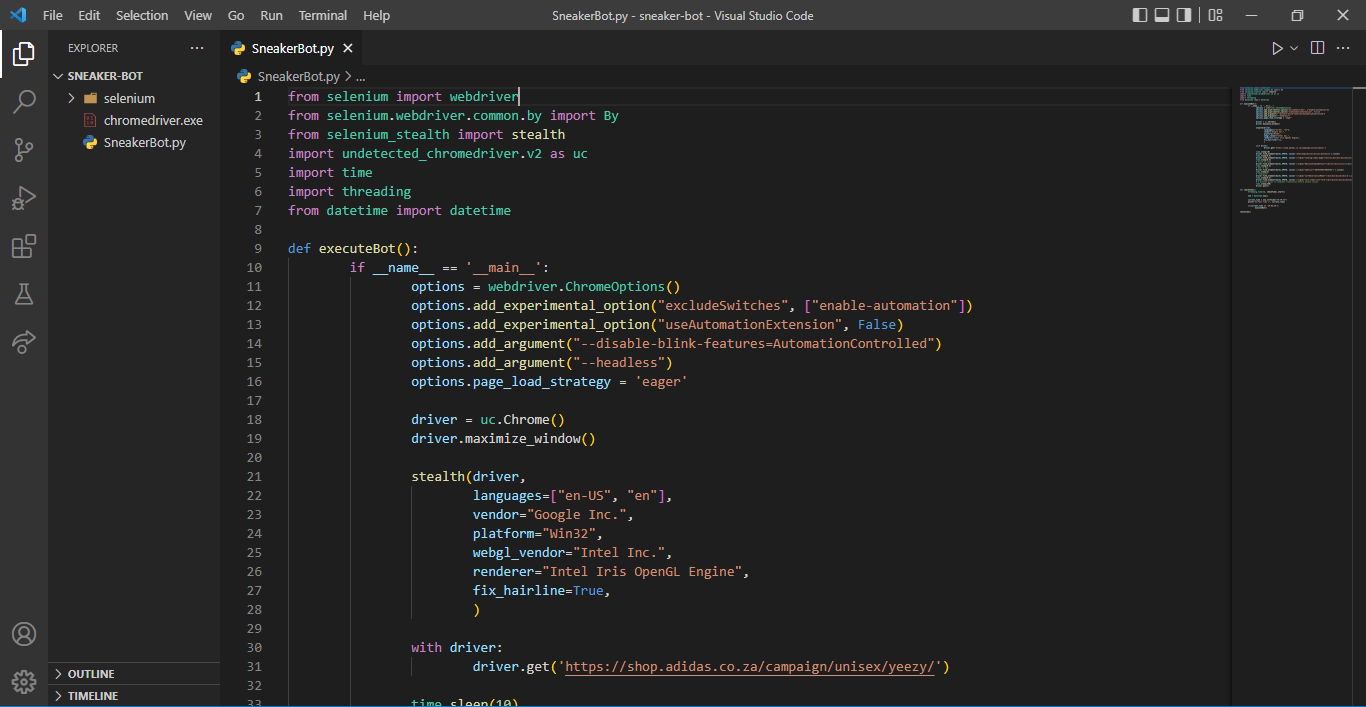 File Edit Selection View Go Run Terminal Help SneakerBot.py - sneaker-bot - Visual Studio Code
EXPLORER
SNEAKER-BOT
selenium
chromedriver.exe
SneakerBot.py
OUTLINE
TIMELINE
SneakerBot.py
SneakerBot.py > ...
1 from selenium import webdriver
2 from selenium.webdriver.common.by import By
3 from selenium_stealth import stealth
4 import undetected_chromedriver.v2 as uc
5 import time
6 import threading
7 from datetime import datetime
8
9 def executeBot():
10 if __name__ == '__main__':
11 options = webdriver.ChromeOptions()
12 options.add_experimental_option("excludeSwitches", ["enable-automation"])
13 options.add_experimental_option("useAutomationExtension", False)
14 options.add_argument("--disable-blink-features=AutomationControlled")
15 options.add_argument("--headless")
16 options.page_load_strategy = 'eager'
17
18 driver = uc.Chrome()
19 driver.maximize_window()
20
21 stealth(driver,
22 languages=["en-US", "en"],
23 vendor="Google Inc.",
24 platform="Win32",
25 webgl_vendor="Intel Inc.",
26 renderer="Intel Iris OpenGL Engine",
27 fix_hairline=True,
28 )
29
30 with driver:
31 driver.get('https://shop.adidas.co.za/campaign/unisex/yeezy/')
32
33 time.sleep(10)